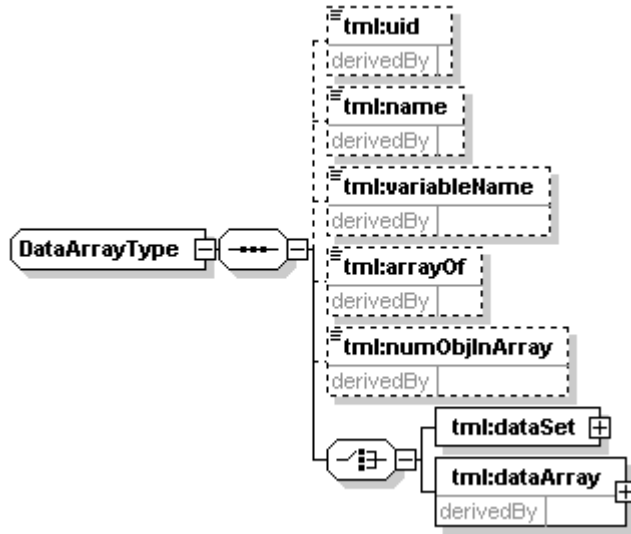 tml:uid
derivedBy
tml:name
derivedBy
tml:variableName
derivedBy
DataArrayType
tml:arrayOf
derivedBy
tml:numObjInArray
derivedBy
tml:dataSet
tml:dataArray
derivedBy